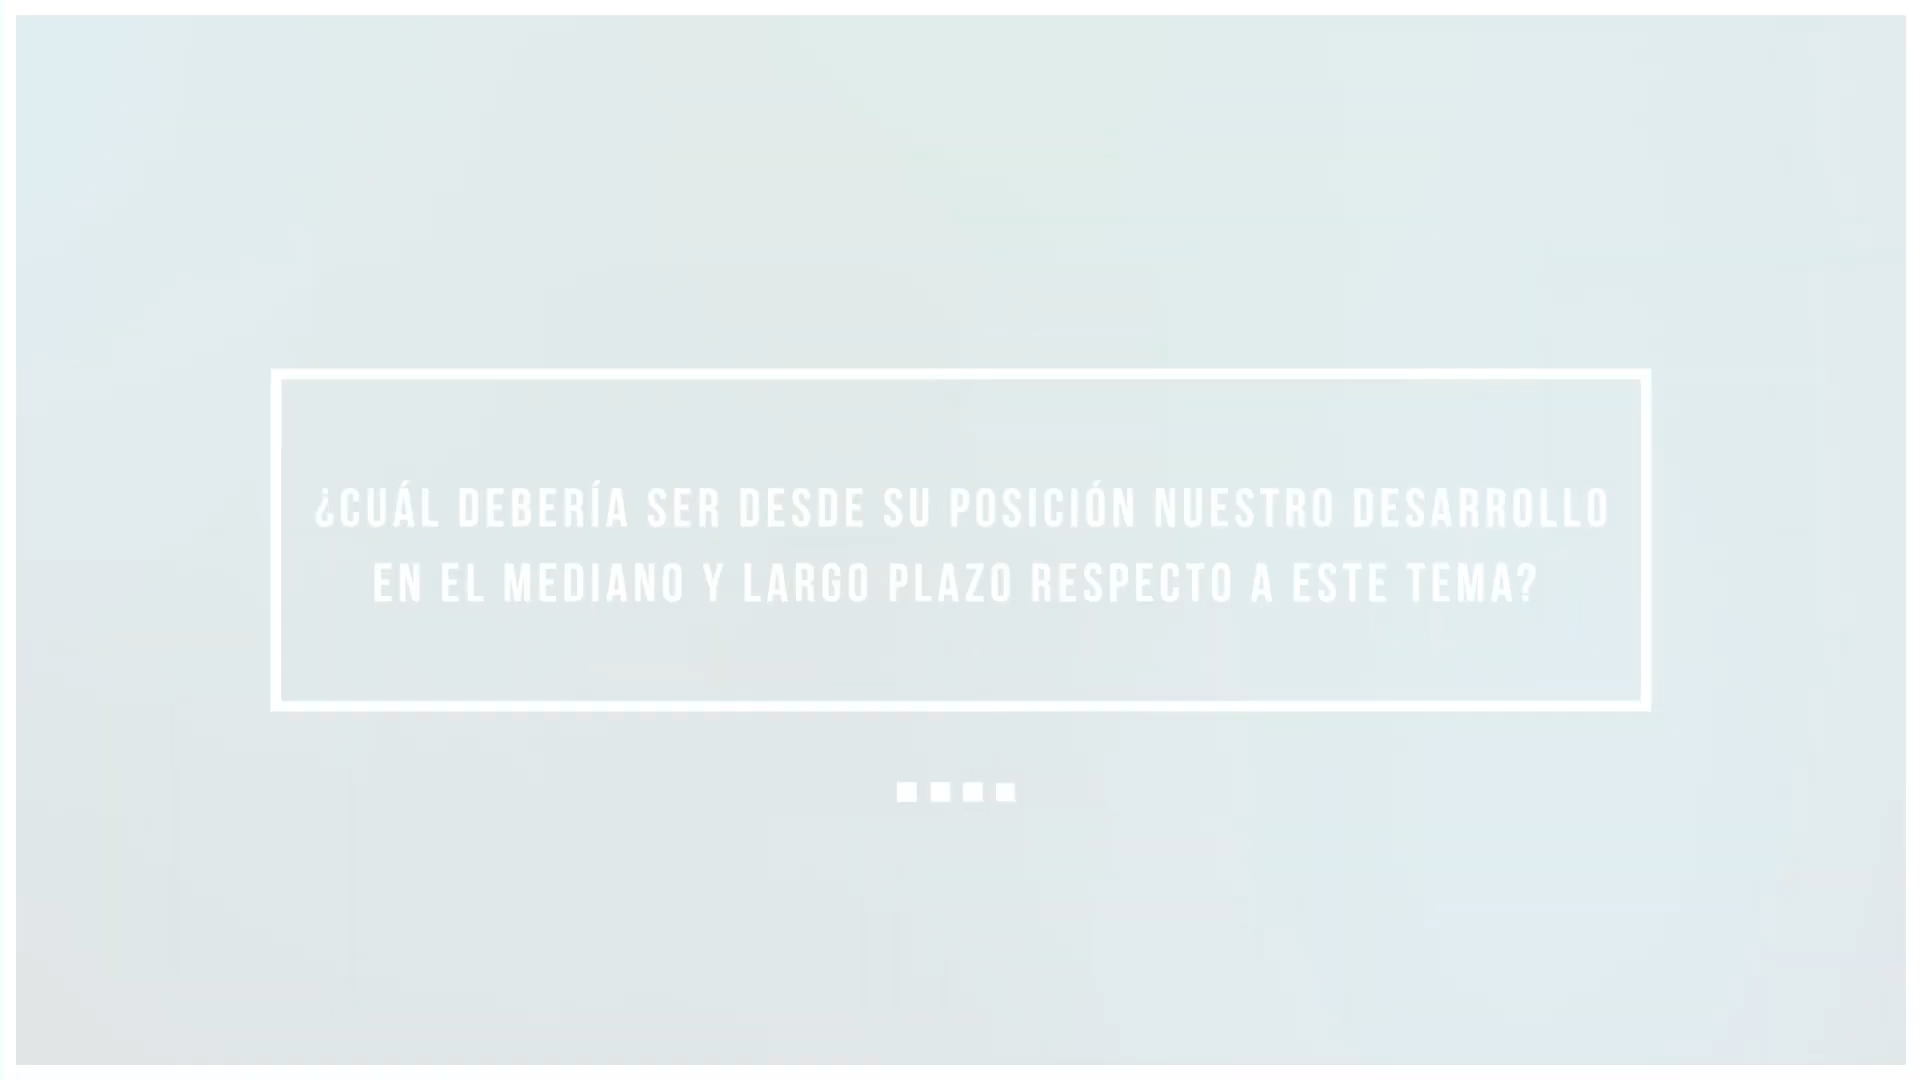 ¿CUÁL DEBERÍA SER DESDE SU POSICIÓN NUESTRO DESARROLLO
EN EL MEDIANO Y LARGO PLAZO RESPECTO A ESTE TEMA?